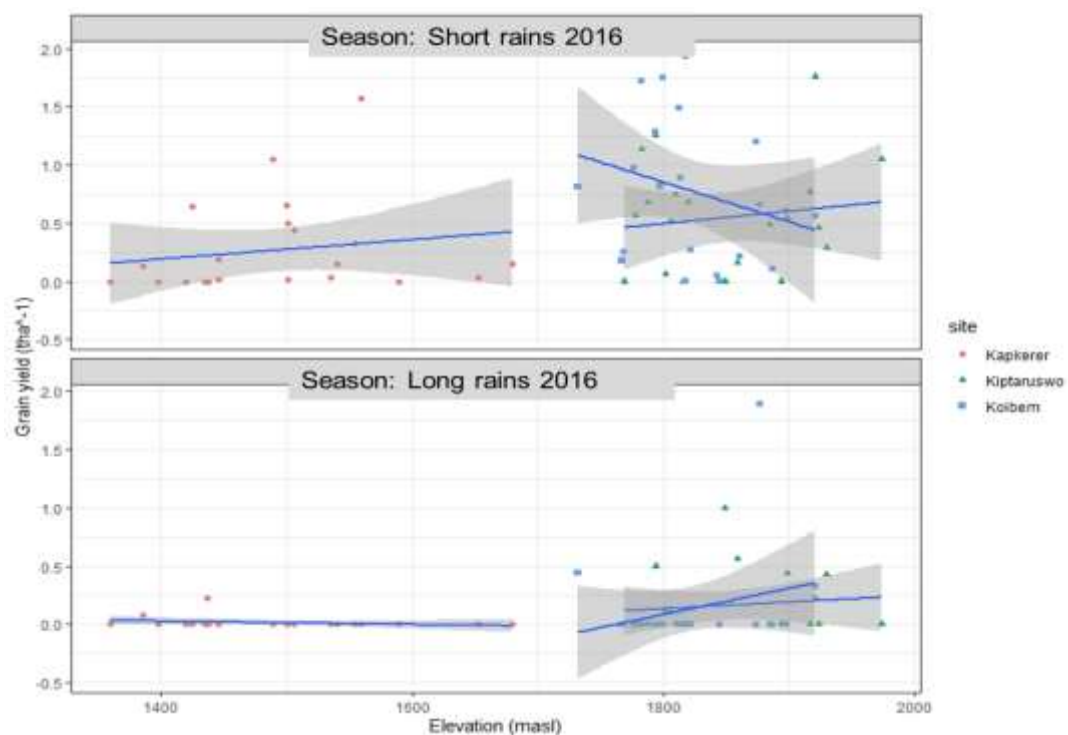 Season: Short rains 2016
2.0
1.5
1.0
0.5
0.0
-0.5
Season: Long rains 2016
2.0
1.5
1.0
0.5
0.0
-0.5
Grain yield (tha^-1)
1400 1600 1800 2000
Elevation (masl)
site
Kapkerer
Kiptaruswo
Koibem